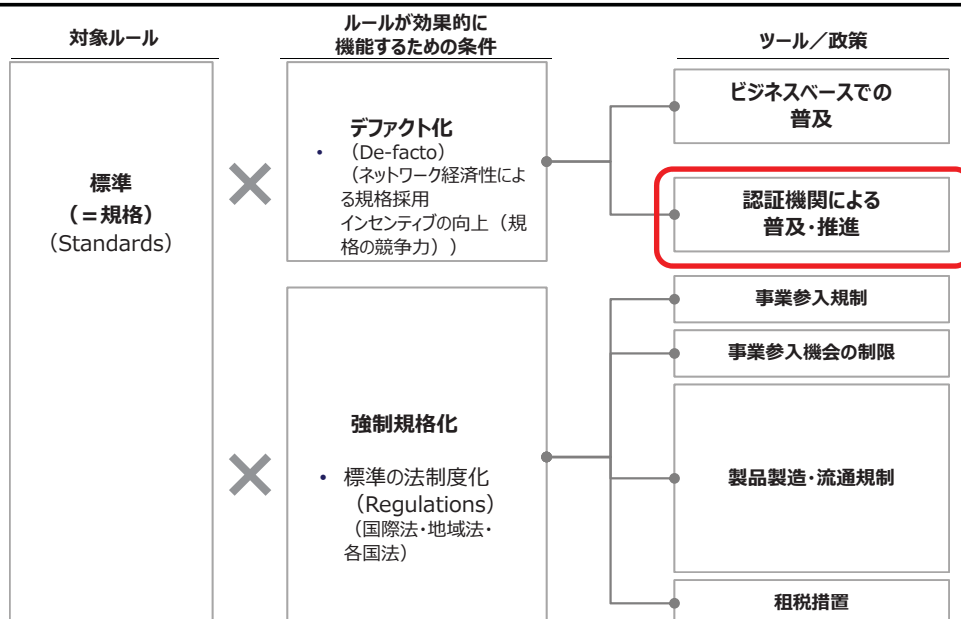 対象ルール
ルールが効果的に
機能するための条件
ツール／政策
標準
（＝規格）
（Standards）
デファクト化
• （De-facto）
（ネットワーク経済性によ
る規格採用
インセンティブの向上（規
格の競争力））
ビジネスベースでの
普及
認証機関による
普及・推進
強制規格化
• 標準の法制度化
（Regulations）
（国際法・地域法・
各国法）
事業参入規制
事業参入機会の制限
製品製造・流通規制
租税措置